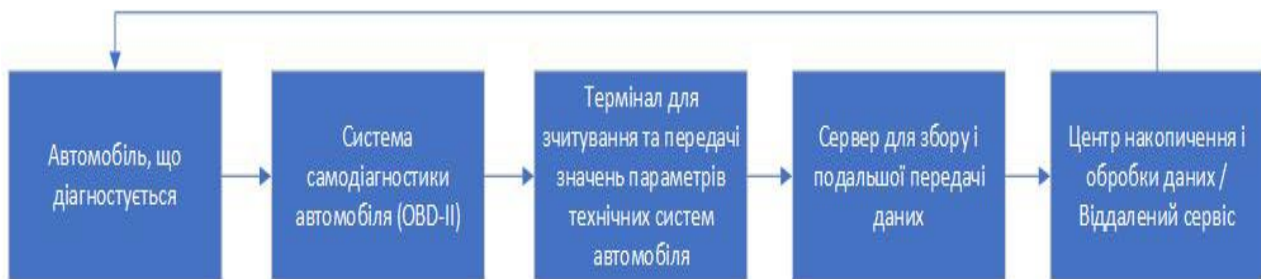 Автомобіль, що
діагностується
Система
самодіагностики
автомобіля (OBD-II)
Термінал для
зчитування та передачі
значень параметрів
технічних систем
автомобіля
Сервер для збору і
подальшої передачі
даних
Центр накопичення і
обробки даних /
Віддалений сервіс